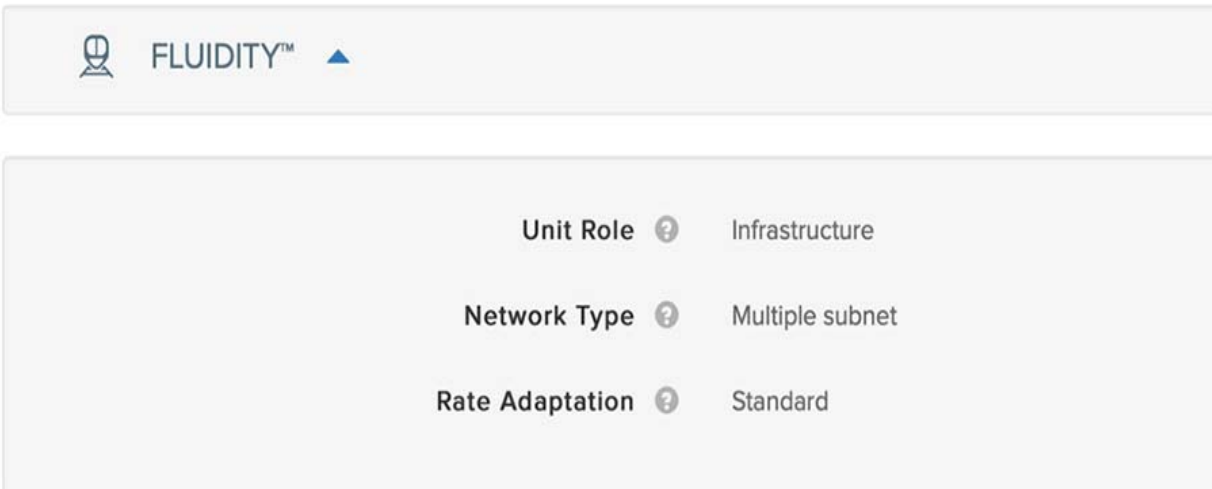 FLUIDITY™
Unit Role ? Infrastructure
Network Type ? Multiple subnet
Rate Adaptation ? Standard